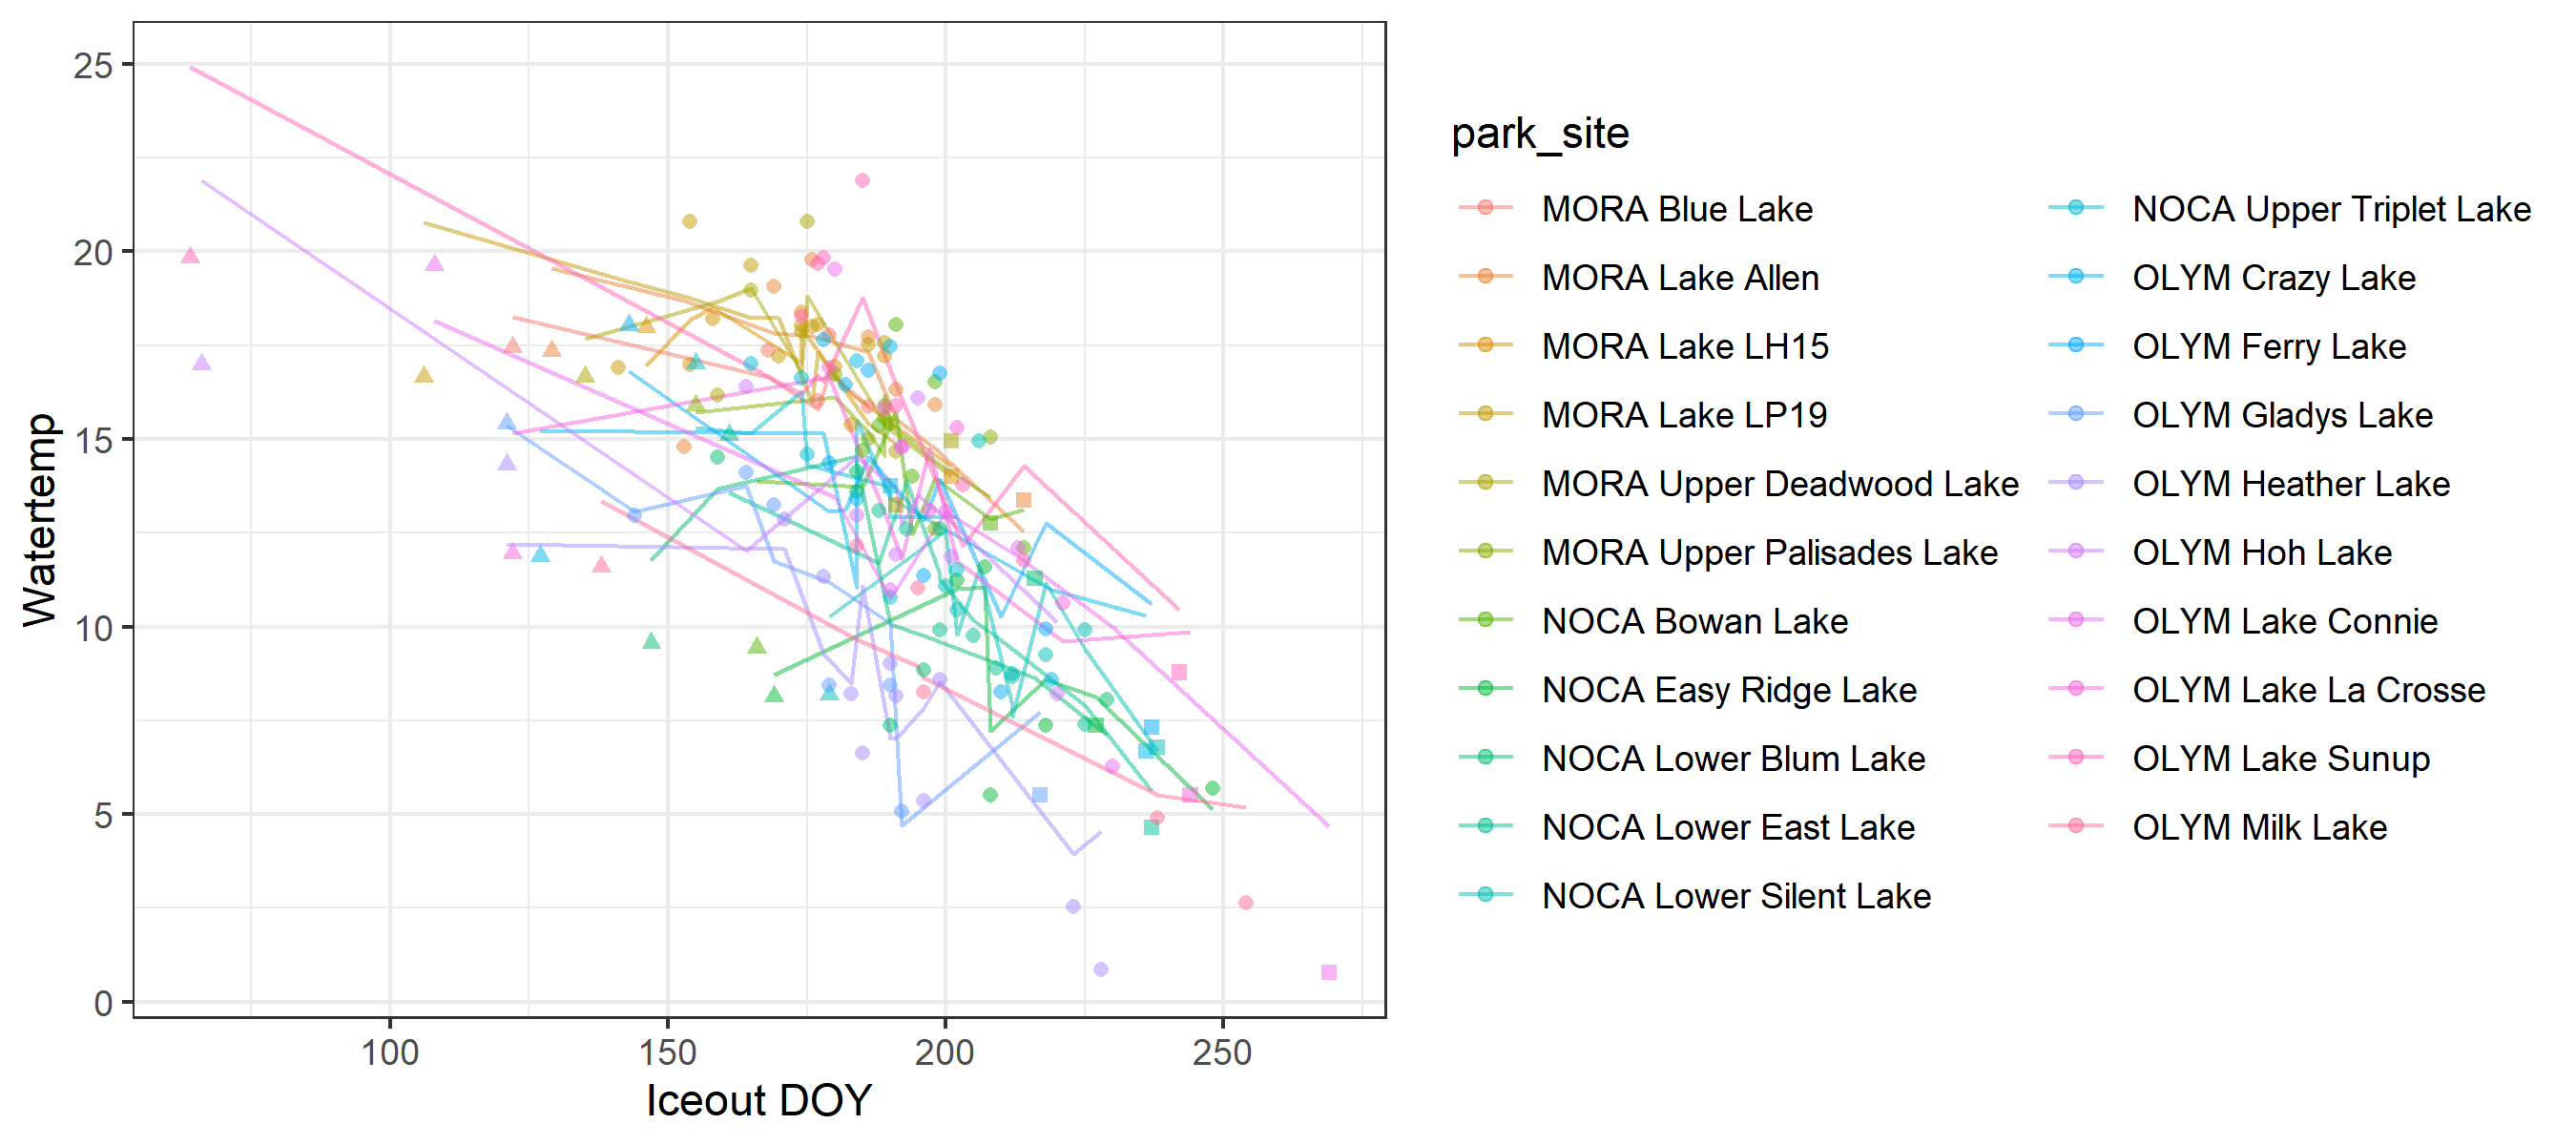 25
20
15
10
5
0
Watertemp
100 150 200 250
Iceout DOY
park_site
MORA Blue Lake
MORA Lake Allen
MORA Lake LH15
MORA Lake LP19
MORA Upper Deadwood Lake
MORA Upper Palisades Lake
NOCA Bowan Lake
NOCA Easy Ridge Lake
NOCA Lower Blum Lake
NOCA Lower East Lake
NOCA Lower Silent Lake
NOCA Upper Triplet Lake
OLYM Crazy Lake
OLYM Ferry Lake
OLYM Gladys Lake
OLYM Heather Lake
OLYM Hoh Lake
OLYM Lake Connie
OLYM Lake La Crosse
OLYM Lake Sunup
OLYM Milk Lake